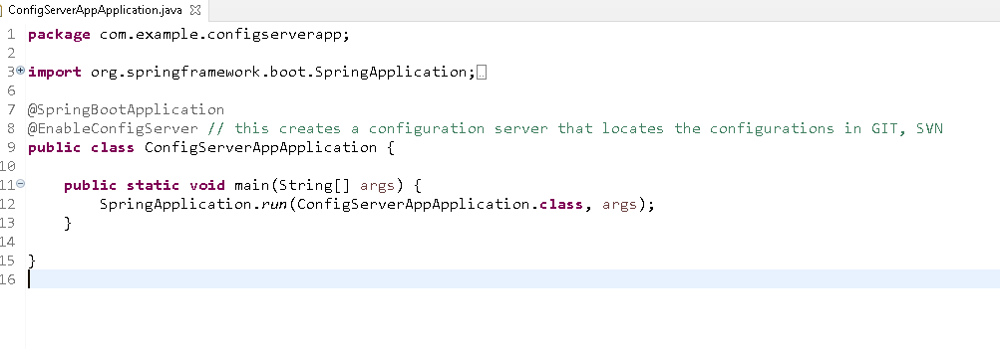 ConfigServerAppApplication.java
1 package com.example.configserverapp;
2
3 import org.springframework.boot.SpringApplication;
6
7 @SpringBootApplication
8 @EnableConfigServer // this creates a configuration server that locates the configurations in GIT, SVN
9 public class ConfigServerAppApplication {
10
11 public static void main(String[] args) {
12 SpringApplication.run(ConfigServerAppApplication.class, args);
13 }
14
15 }
16